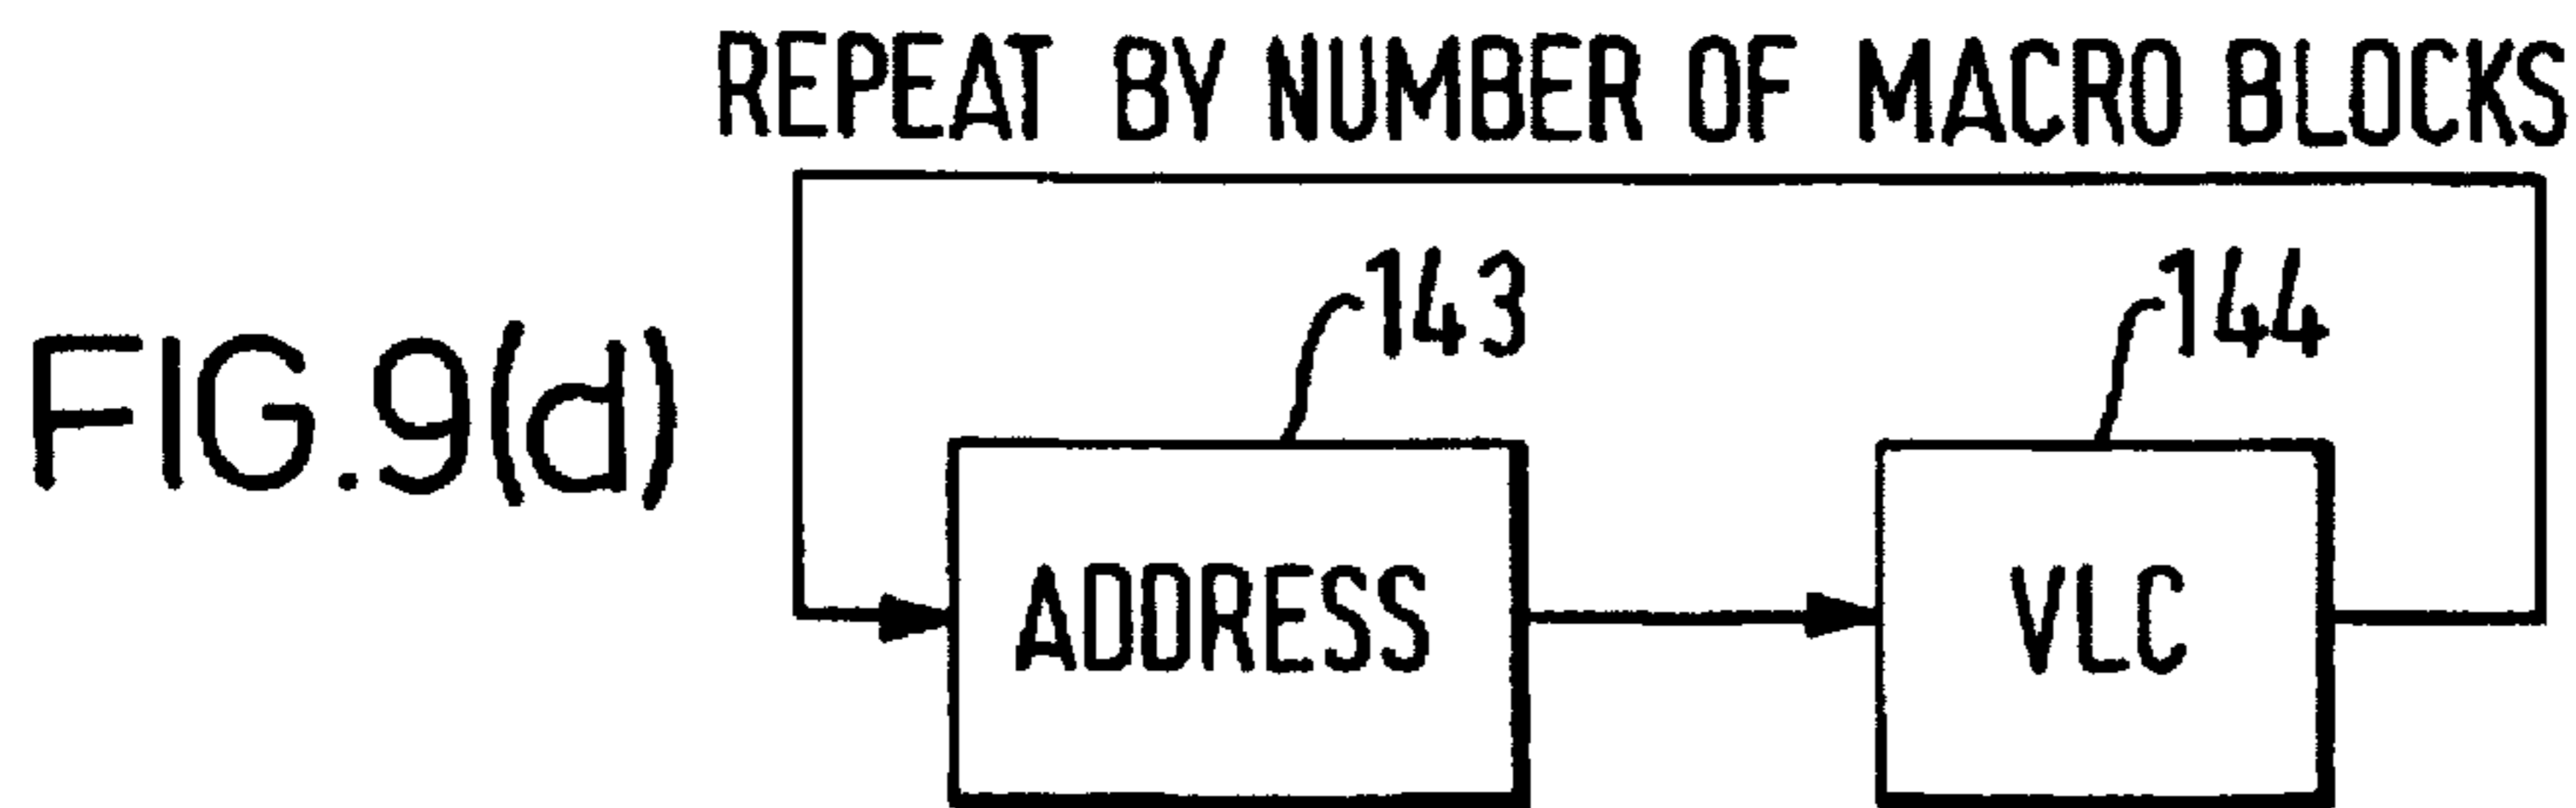 REPEAT BY NUMBER OF MACRO BLOCKS
143
144
FIG.9(d)
ADDRESS
VLC